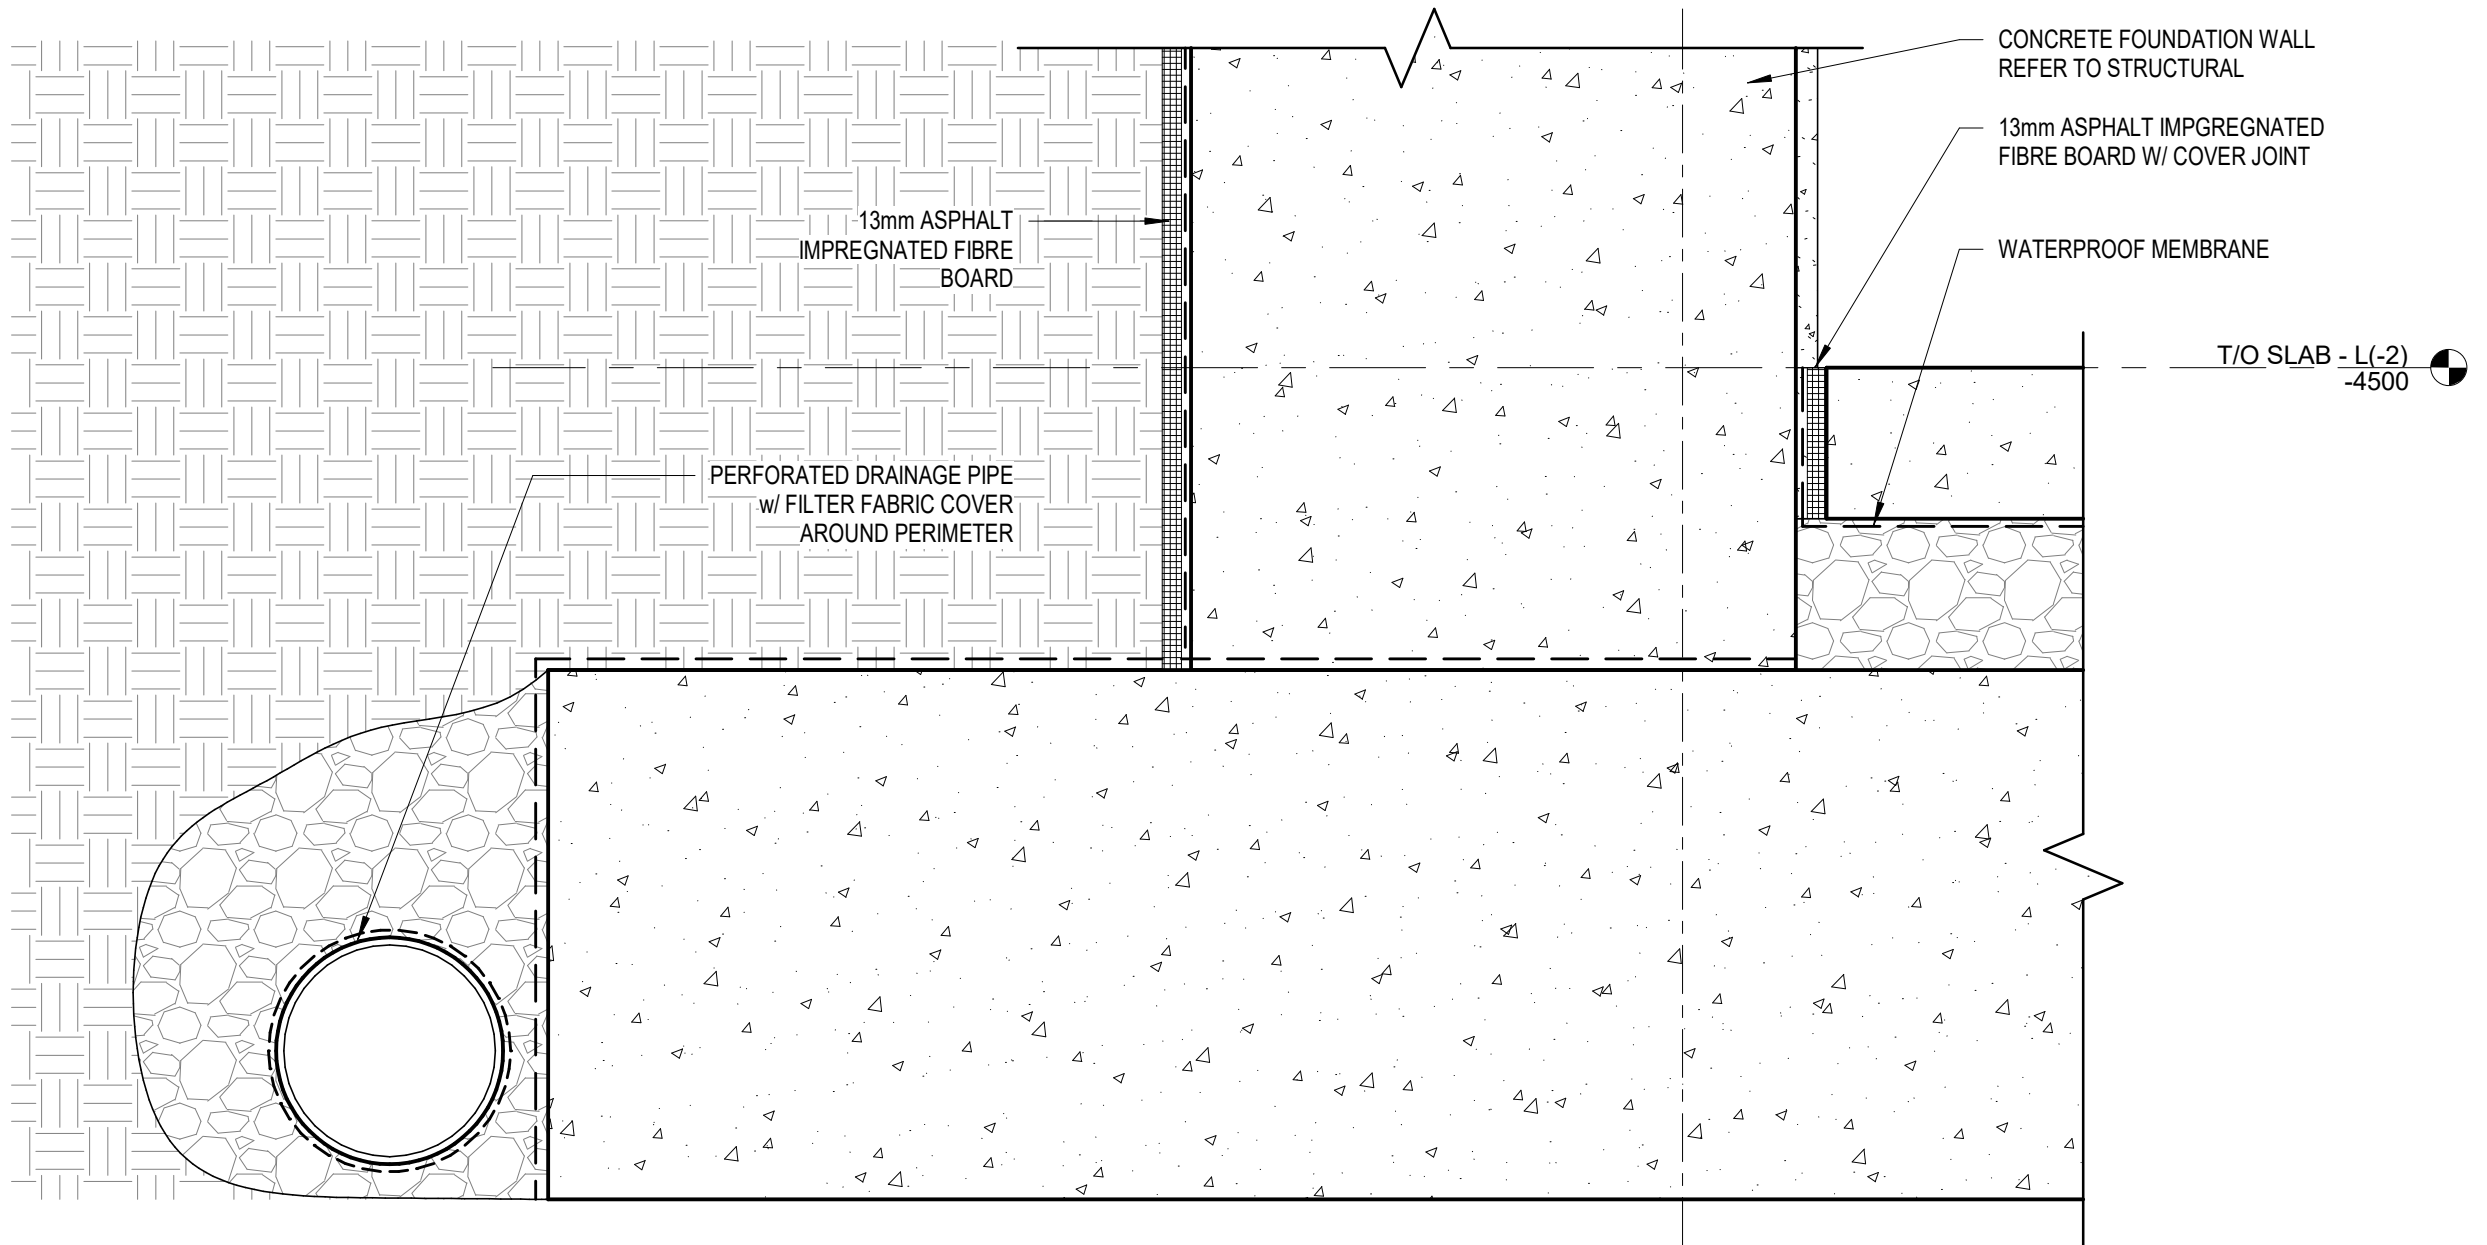 CONCRETE FOUNDATION WALL
REFER TO STRUCTURAL
13mm ASPHALT IMPGREGNATED
FIBRE BOARD W/ COVER JOINT
13mm ASPHALT
IMPREGNATED FIBRE
BOARD
WATERPROOF MEMBRANE
T/O SLAB - L(-2)
-4500
PERFORATED DRAINAGE PIPE
w/ FILTER FABRIC COVER
AROUND PERIMETER